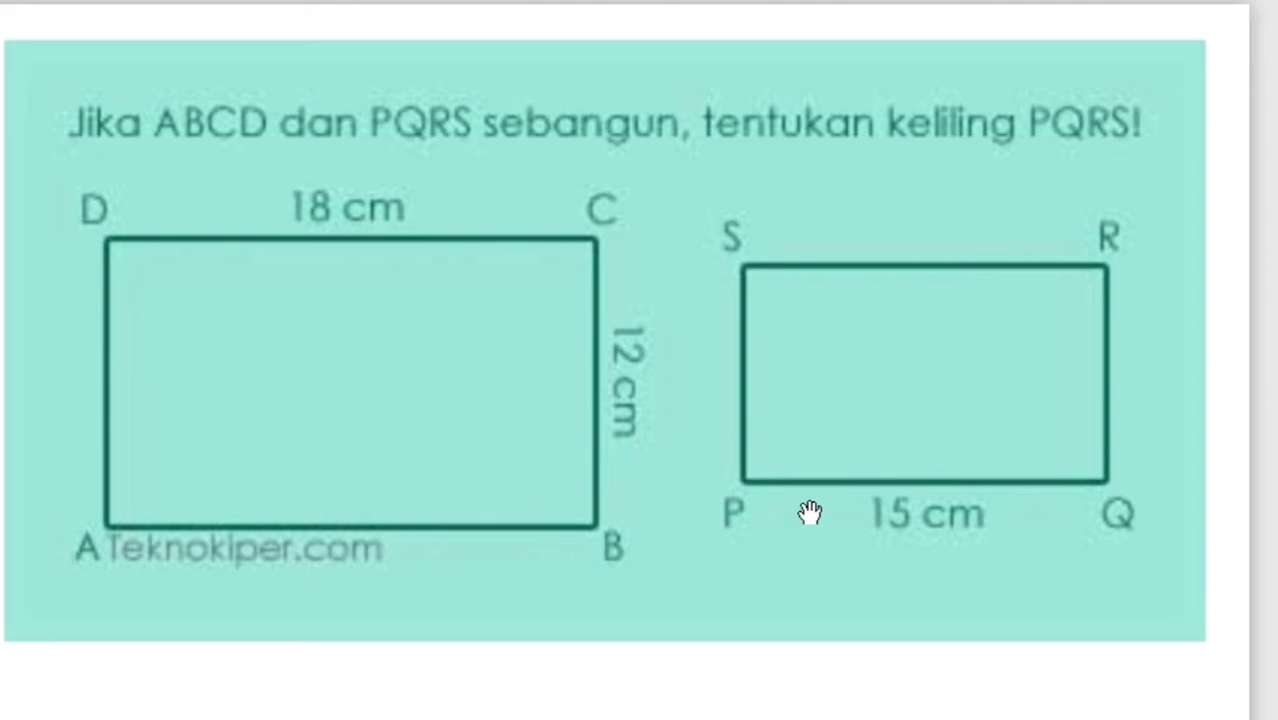 Jika ABCD dan PQRS sebangun, tentukan keliling PQRS!
D 18 cm C
S R
12 cm
P 15 cm Q
A Teknokiper.com B